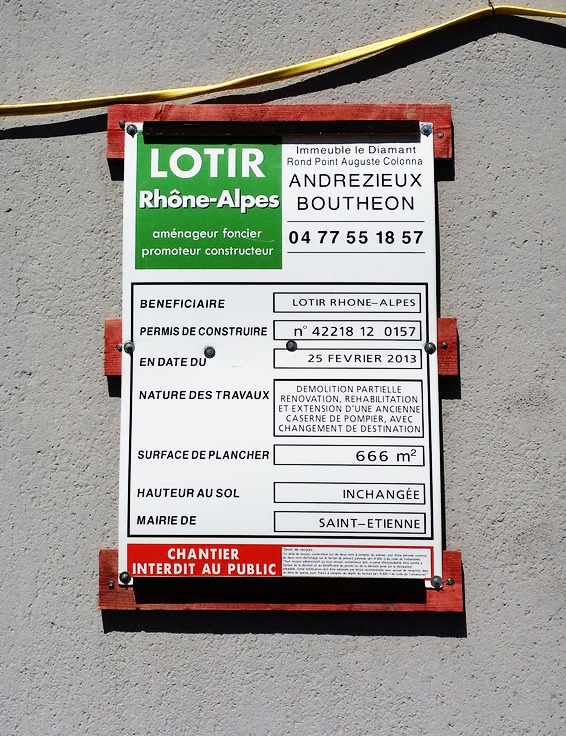 LOTIR
Rhône-Alpes
aménageur foncier
promoteur constructeur
Immeuble le Diamant
Rond Point Auguste Colonna
ANDREZIEUX
BOUTHEON
04 77 55 18 57
BENEFICIAIRE LOTIR RHONE-ALPES
PERMIS DE CONSTRUIRE n° 42218 12 0157
EN DATE DU 25 FEVRIER 2013
NATURE DES TRAVAUX
DEMOLITION PARTIELLE
RENOVATION, REHABILITATION
ET EXTENSION D'UNE ANCIENNE
CASERNE DE POMPIER, AVEC
CHANGEMENT DE DESTINATION
SURFACE DE PLANCHER 666 m²
HAUTEUR AU SOL INCHANGÉE
MAIRIE DE SAINT-ETIENNE
CHANTIER
INTERDIT AU PUBLIC
Droit de recours :